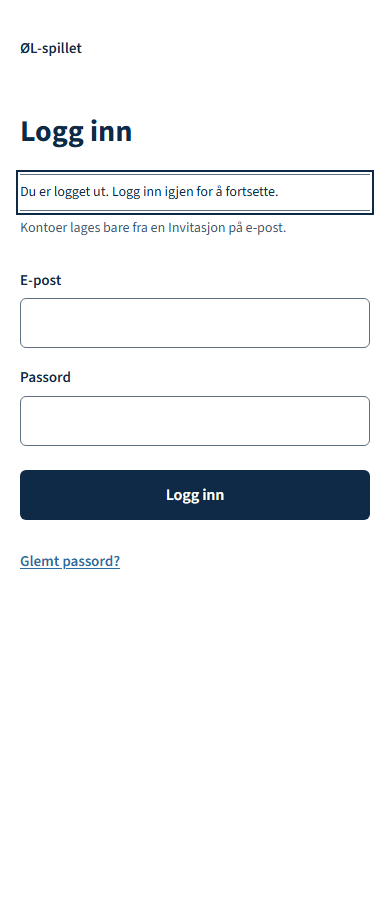 ØL-spillet
Logg inn
Du er logget ut. Logg inn igjen for å fortsette.
Kontoer lages bare fra en Invitasjon på e-post.
E-post
Passord
Logg inn
Glemt passord?